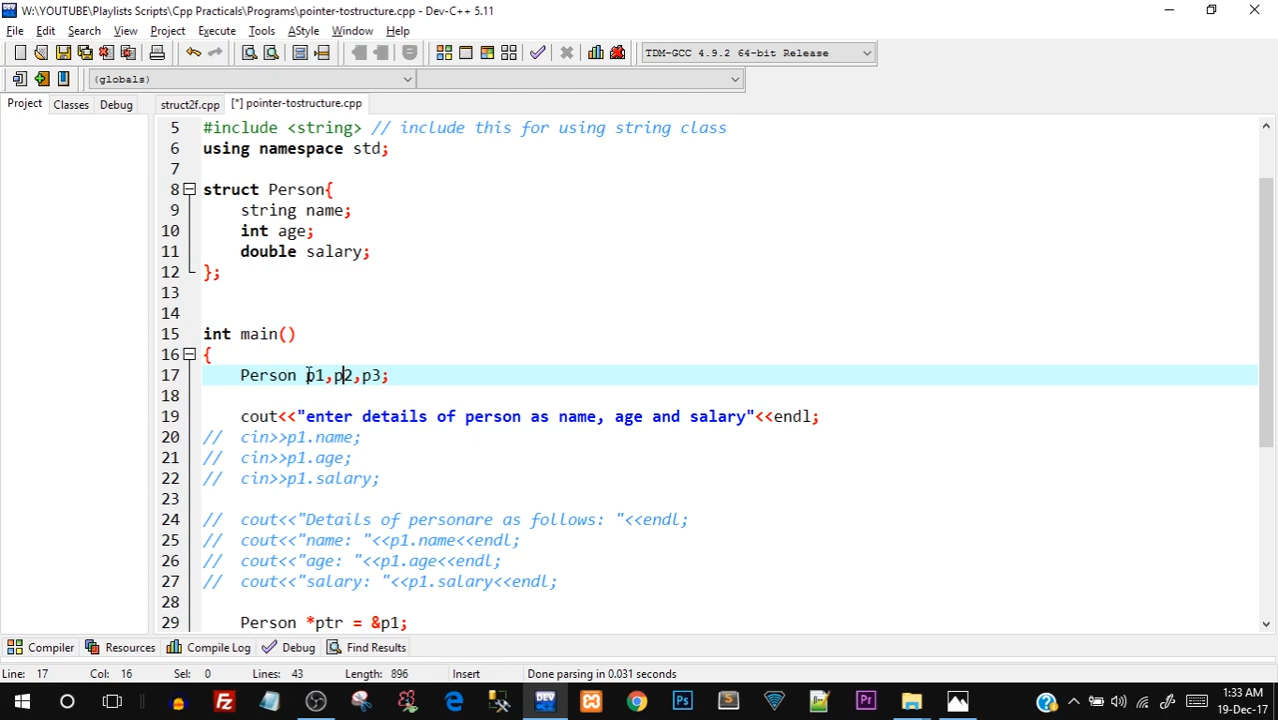 W:\YOUTUBE\Playlists Scripts\Cpp Practicals\Programs\pointer-tostructure.cpp - Dev-C++ 5.11
File Edit Search View Project Execute Tools AStyle Window Help
TDM-GCC 4.9.2 64-bit Release
(globals)
Project Classes Debug struct2f.cpp [*] pointer-tostructure.cpp
5 #include <string> // include this for using string class
6 using namespace std;
7
8 struct Person{
9 string name;
10 int age;
11 double salary;
12 };
13
14
15 int main()
16 {
17 Person p1,p2,p3;
18
19 cout<<"enter details of person as name, age and salary"<<endl;
20 // cin>>p1.name;
21 // cin>>p1.age;
22 // cin>>p1.salary;
23
24 // cout<<"Details of personare as follows: "<<endl;
25 // cout<<"name: "<<p1.name<<endl;
26 // cout<<"age: "<<p1.age<<endl;
27 // cout<<"salary: "<<p1.salary<<endl;
28
29 Person *ptr = &p1;
Compiler Resources Compile Log Debug Find Results
Line: 17 Col: 16 Sel: 0 Lines: 43 Length: 896 Insert Done parsing in 0.031 seconds
1:33 AM
19-Dec-17